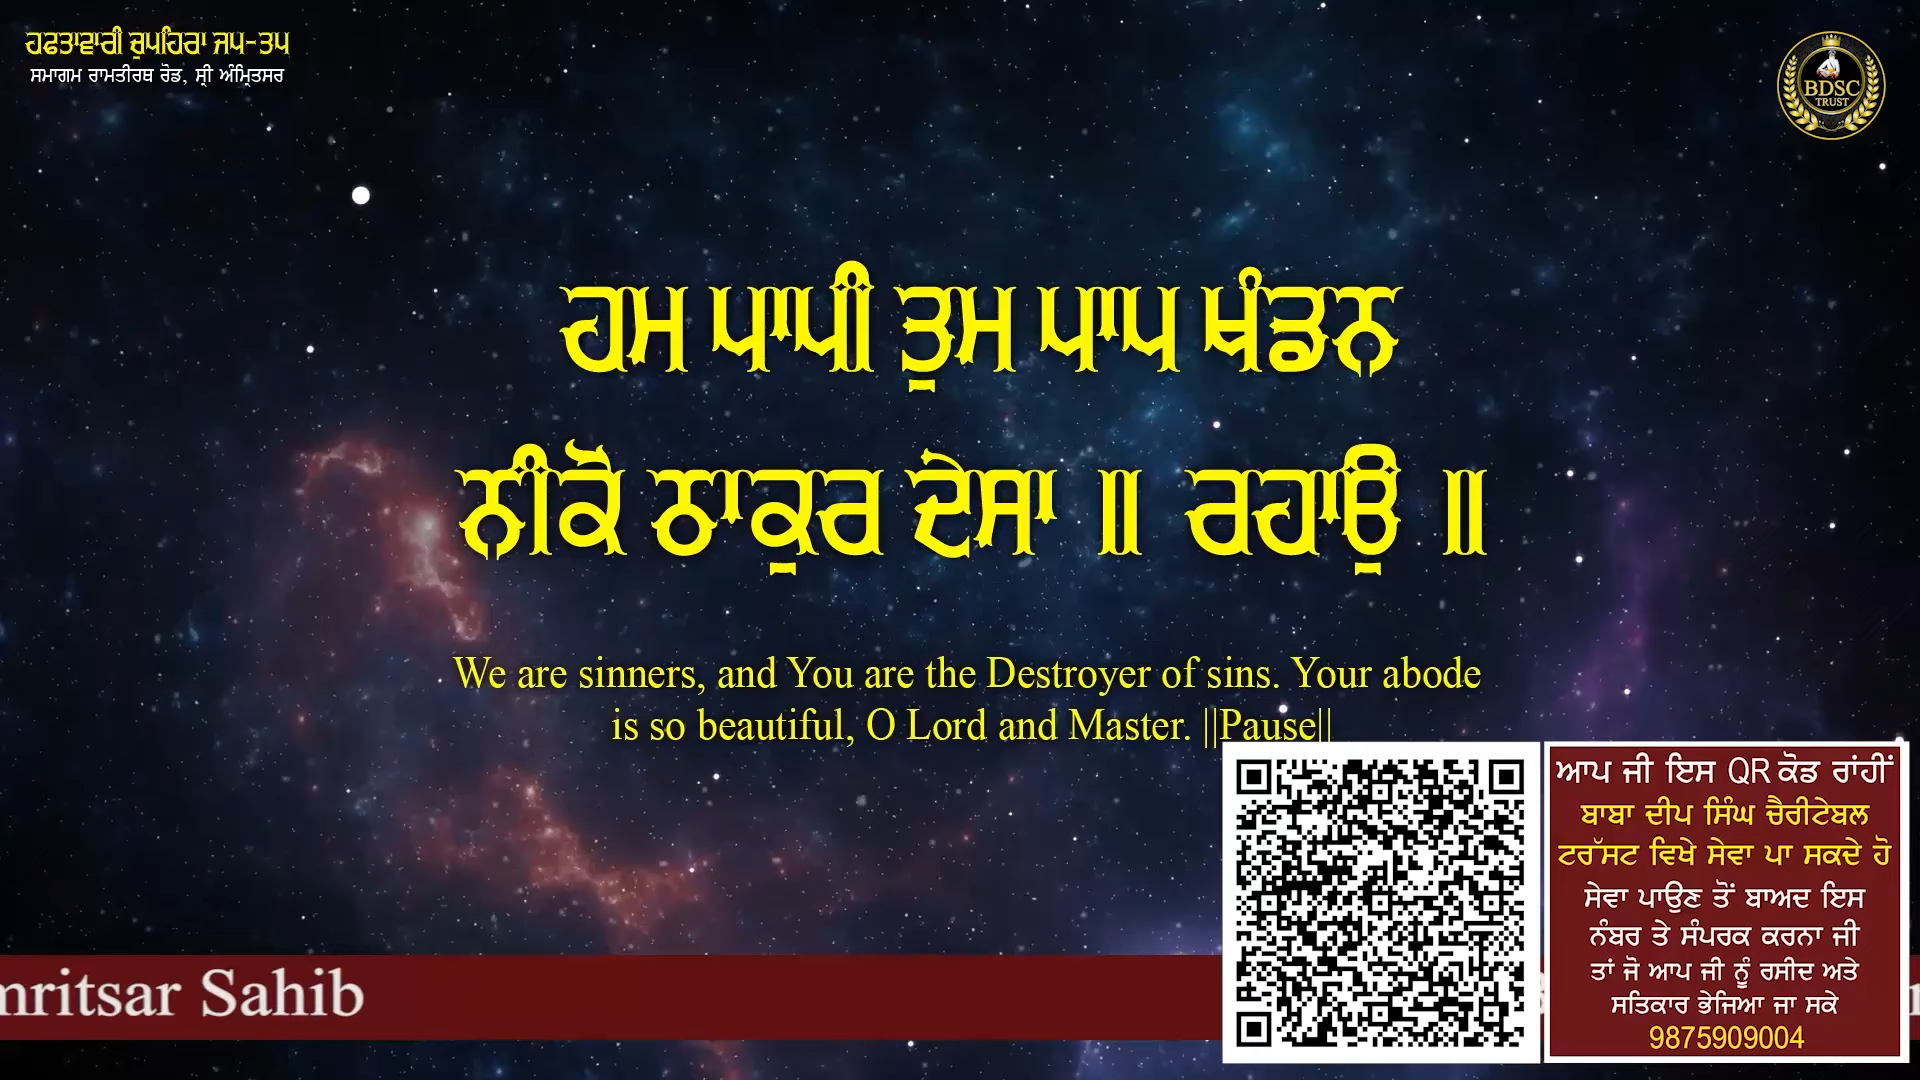 ਹਫਤਾਵਾਰੀ ਚੁਪਹਿਰਾ ਜਪ-ਤਪ
ਸਮਾਗਮ ਰਾਮਤੀਰਥ ਰੋਡ, ਸ੍ਰੀ ਅੰਮ੍ਰਿਤਸਰ
BDSC
TRUST
ਹਮ ਪਾਪੀ ਤੁਮ ਪਾਪ ਖੰਡਨ
ਨੀਕੋ ਠਾਕੁਰ ਦੇਸਾ ॥ ਰਹਾਉ ॥
We are sinners, and You are the Destroyer of sins. Your abode
is so beautiful, O Lord and Master. ||Pause||
ਆਪ ਜੀ ਇਸ QR ਕੋਡ ਰਾਂਹੀਂ
ਬਾਬਾ ਦੀਪ ਸਿੰਘ ਚੈਰੀਟੇਬਲ
ਟਰੱਸਟ ਵਿਖੇ ਸੇਵਾ ਪਾ ਸਕਦੇ ਹੋ
ਸੇਵਾ ਪਾਉਣ ਤੋਂ ਬਾਅਦ ਇਸ
ਨੰਬਰ ਤੇ ਸੰਪਰਕ ਕਰਨਾ ਜੀ
ਤਾਂ ਜੋ ਆਪ ਜੀ ਨੂੰ ਰਸੀਦ ਅਤੇ
ਸਤਿਕਾਰ ਭੇਜਿਆ ਜਾ ਸਕੇ
9875909004
mritsar Sahib